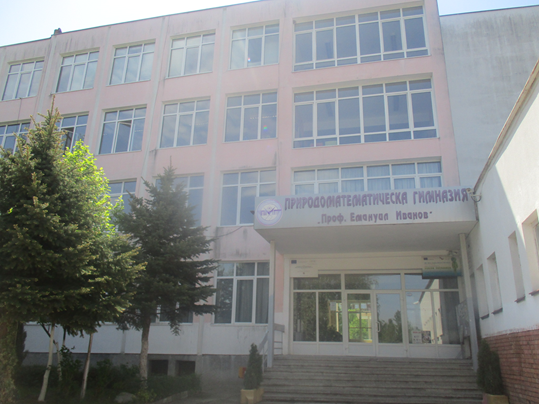 ПРИРОДОМАТЕМАТИЧЕСКА ГИМНАЗИЯ
"Проф. Емануил Иванов"